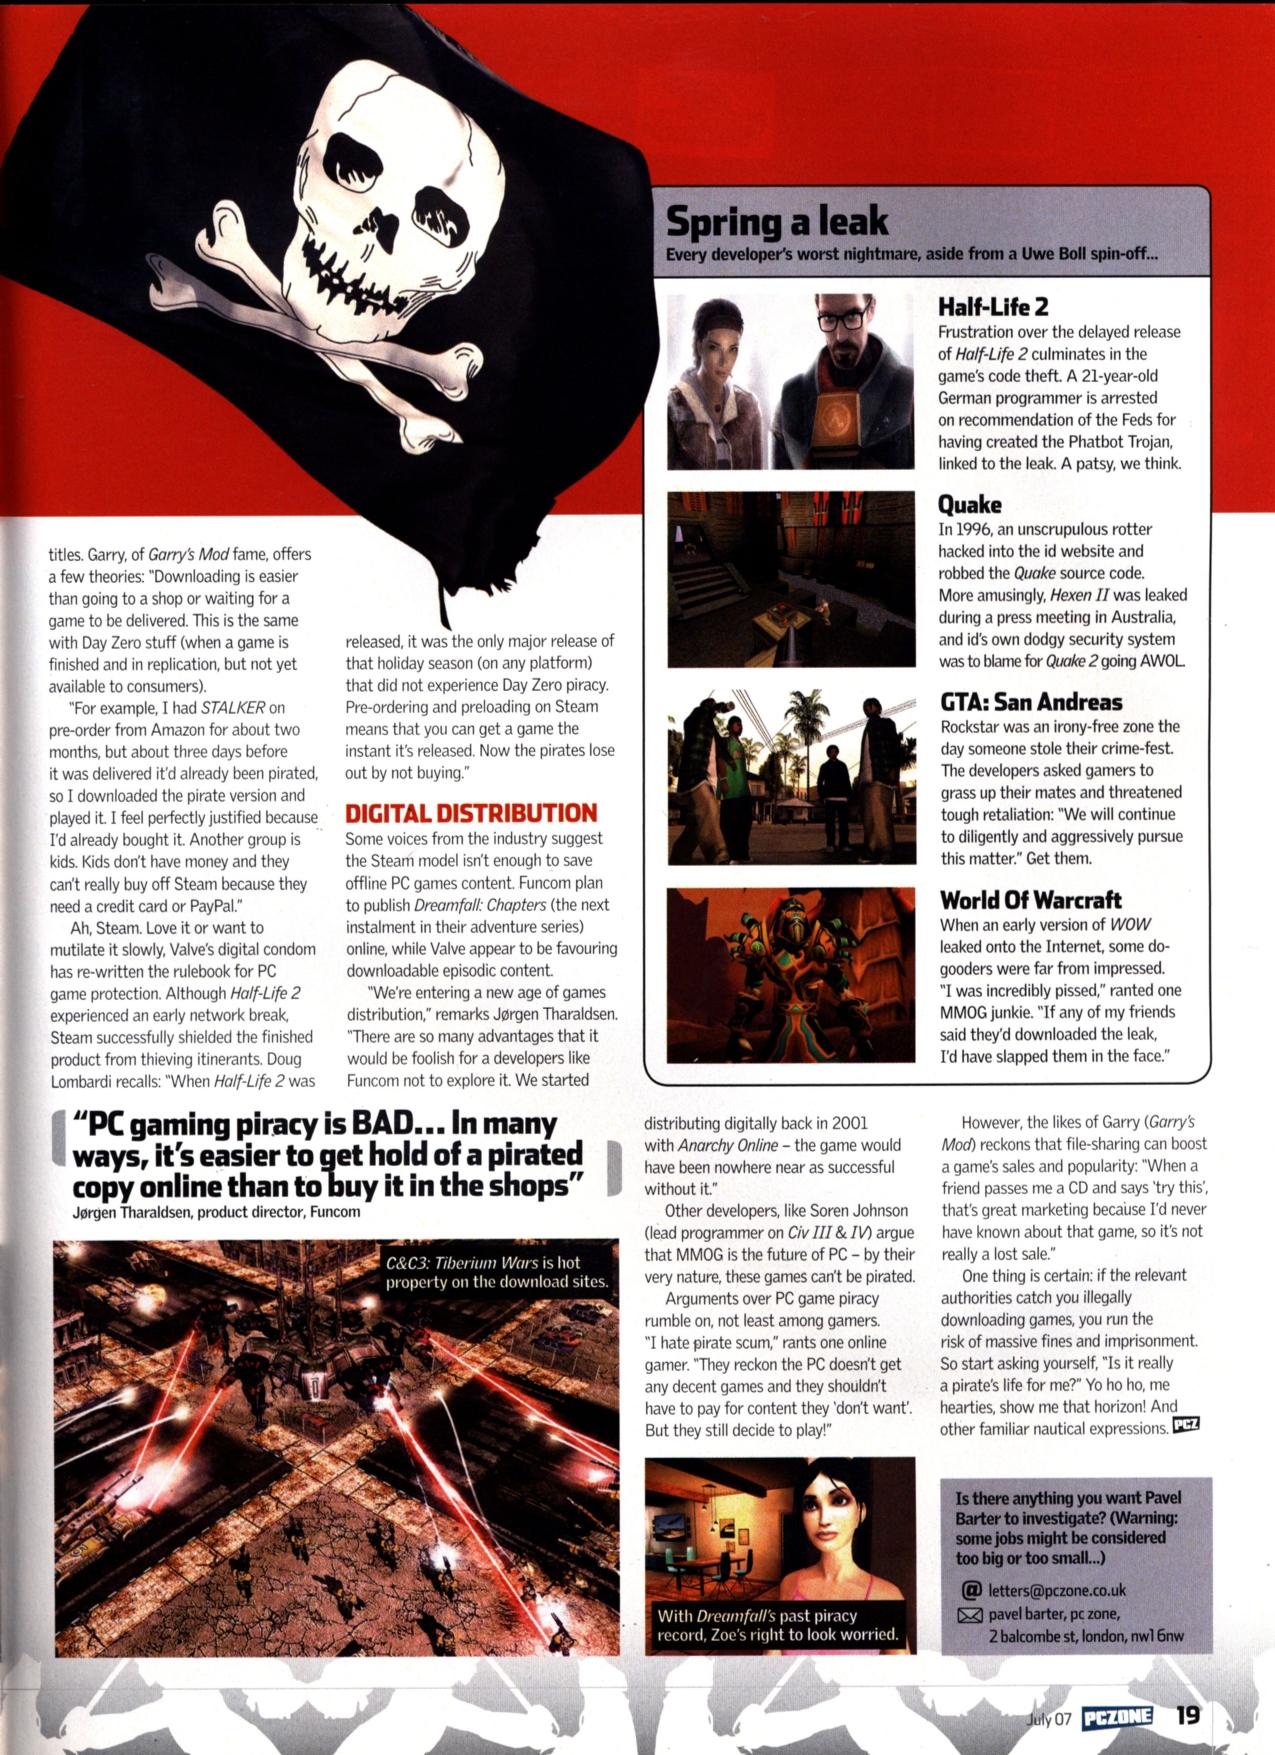 titles. Garry, of Garry's Mod fame, offers
a few theories: "Downloading is easier
than going to a shop or waiting for a
game to be delivered. This is the same
with Day Zero stuff (when a game is
finished and in replication, but not yet
available to consumers).
"For example, I had STALKER on
pre-order from Amazon for about two
months, but about three days before
it was delivered it'd already been pirated,
so I downloaded the pirate version and
played it. I feel perfectly justified because
I'd already bought it. Another group is
kids. Kids don't have money and they
can't really buy off Steam because they
need a credit card or PayPal."
Ah, Steam. Love it or want to
mutilate it slowly, Valve's digital condom
has re-written the rulebook for PC
game protection. Although Half-Life 2
experienced an early network break,
Steam successfully shielded the finished
product from thieving itinerants. Doug
Lombardi recalls: "When Half-Life 2 was
released, it was the only major release of
that holiday season (on any platform)
that did not experience Day Zero piracy.
Pre-ordering and preloading on Steam
means that you can get a game the
instant it's released. Now the pirates lose
out by not buying."
DIGITAL DISTRIBUTION
Some voices from the industry suggest
the Steam model isn't enough to save
offline PC games content. Funcom plan
to publish Dreamfall: Chapters (the next
instalment in their adventure series)
online, while Valve appear to be favouring
downloadable episodic content.
"We're entering a new age of games
distribution," remarks Jørgen Tharaldsen.
"There are so many advantages that it
would be foolish for a developers like
Funcom not to explore it. We started
distributing digitally back in 2001
with Anarchy Online – the game would
have been nowhere near as successful
without it."
Other developers, like Soren Johnson
(lead programmer on Civ III & IV) argue
that MMOG is the future of PC – by their
very nature, these games can't be pirated.
Arguments over PC game piracy
rumble on, not least among gamers.
"I hate pirate scum," rants one online
gamer. "They reckon the PC doesn't get
any decent games and they shouldn't
have to pay for content they 'don't want'.
But they still decide to play!"
However, the likes of Garry (Garry's
Mod) reckons that file-sharing can boost
a game's sales and popularity: "When a
friend passes me a CD and says 'try this',
that's great marketing because I'd never
have known about that game, so it's not
really a lost sale."
One thing is certain: if the relevant
authorities catch you illegally
downloading games, you run the
risk of massive fines and imprisonment.
So start asking yourself, "Is it really
a pirate's life for me?" Yo ho ho, me
hearties, show me that horizon! And
other familiar nautical expressions. PCZ
"PC gaming piracy is BAD... In many
ways, it's easier to get hold of a pirated
copy online than to buy it in the shops"
Jørgen Tharaldsen, product director, Funcom
C&C3: Tiberium Wars is hot
property on the download sites.
With Dreamfall's past piracy
record, Zoe's right to look worried.
Spring a leak
Every developer's worst nightmare, aside from a Uwe Boll spin-off...
Half-Life 2
Frustration over the delayed release
of Half-Life 2 culminates in the
game's code theft. A 21-year-old
German programmer is arrested
on recommendation of the Feds for
having created the Phatbot Trojan,
linked to the leak. A patsy, we think.
Quake
In 1996, an unscrupulous rotter
hacked into the id website and
robbed the Quake source code.
More amusingly, Hexen II was leaked
during a press meeting in Australia,
and id's own dodgy security system
was to blame for Quake 2 going AWOL.
GTA: San Andreas
Rockstar was an irony-free zone the
day someone stole their crime-fest.
The developers asked gamers to
grass up their mates and threatened
tough retaliation: "We will continue
to diligently and aggressively pursue
this matter." Get them.
World Of Warcraft
When an early version of WOW
leaked onto the Internet, some do-
gooders were far from impressed.
"I was incredibly pissed," ranted one
MMOG junkie. "If any of my friends
said they'd downloaded the leak,
I'd have slapped them in the face."
Is there anything you want Pavel
Barter to investigate? (Warning:
some jobs might be considered
too big or too small...)
@ letters@pczone.co.uk
pavel barter, pc zone,
2 balcombe st, london, nw1 6nw
July 07 PCZONE 19